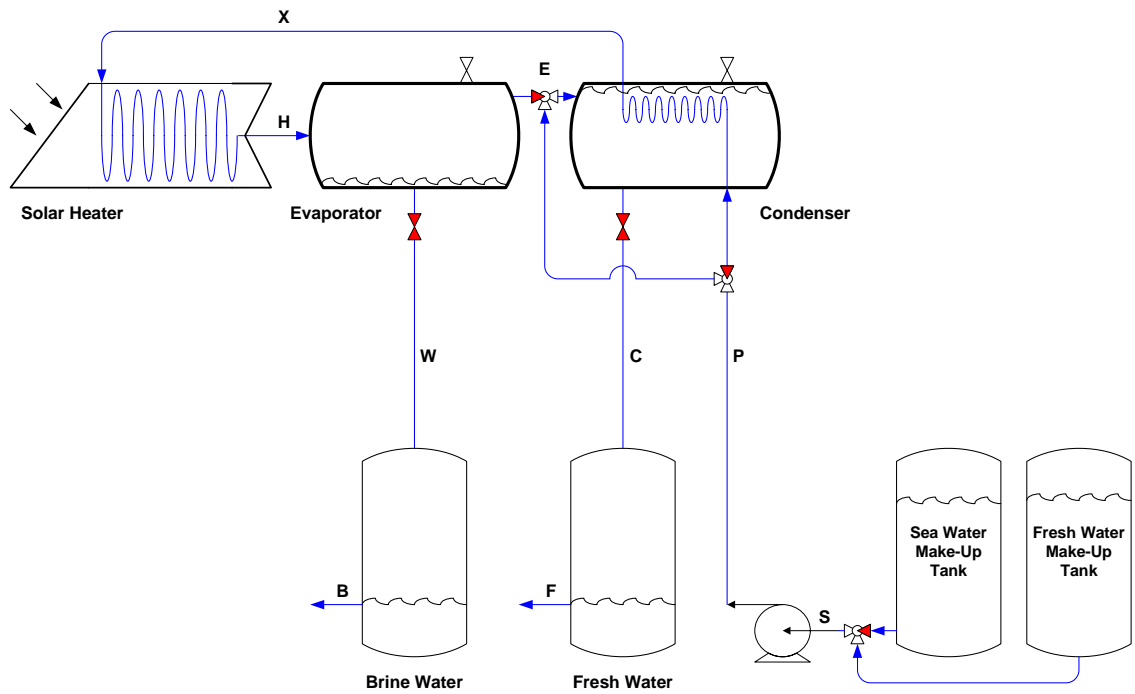 X
E
H
Solar Heater
Evaporator
Condenser
W
C
P
Sea Water
Make-Up
Tank
Fresh Water
Make-Up
Tank
B
F
S
Brine Water
Fresh Water